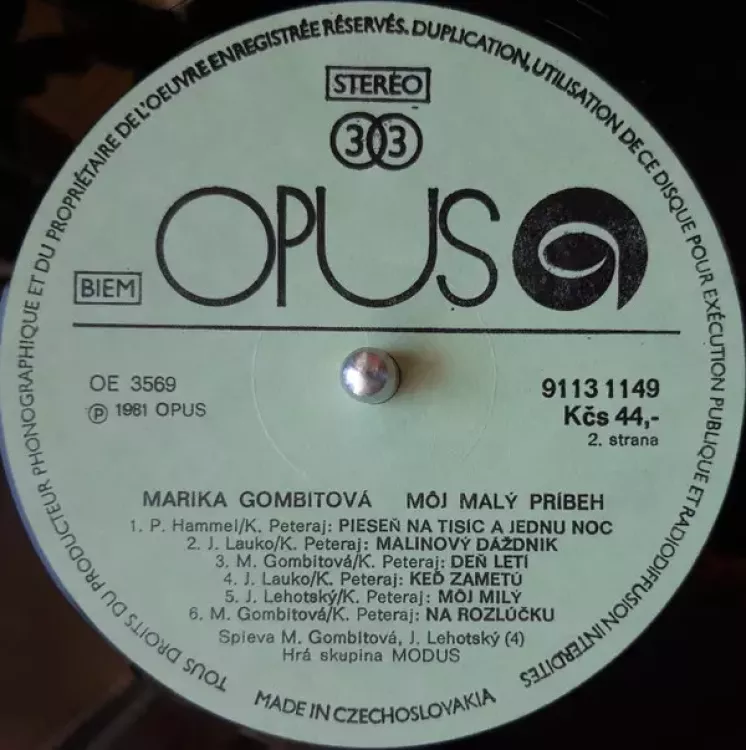 TOUS DROITS DU PRODUCTEUR PHONOGRAPHIQUE ET DU PROPRIÉTAIRE DE L'OEUVRE ENREGISTRÉE RÉSERVÉS. DUPLICATION, UTILISATION DE CE DISQUE POUR EXÉCUTION PUBLIQUE ET RADIODIFFUSION INTERDITES
STEREO
33
OPUS
BIEM
OE 3569
℗ 1981 OPUS
9113 1149
Kčs 44,-
2. strana
MARIKA GOMBITOVÁ MÔJ MALÝ PRÍBEH
1. P. Hammel/K. Peteraj: PIESEŇ NA TISÍC A JEDNU NOC
2. J. Lauko/K. Peteraj: MALINOVÝ DÁŽDNIK
3. M. Gombitová/K. Peteraj: DEŇ LETÍ
4. J. Lauko/K. Peteraj: KEĎ ZAMETÚ
5. J. Lehotský/K. Peteraj: MÔJ MILÝ
6. M. Gombitová/K. Peteraj: NA ROZLÚČKU
Spieva M. Gombitová, J. Lehotský (4)
Hrá skupina MODUS
MADE IN CZECHOSLOVAKIA